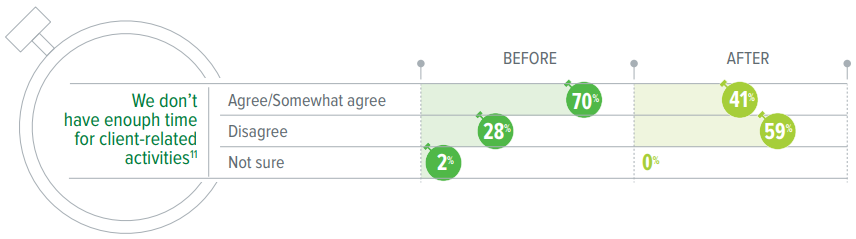 BEFORE AFTER
We don't
have enouph time
for client-related
activities11
Agree/Somewhat agree 70% 41%
Disagree 28% 59%
Not sure 2% 0%